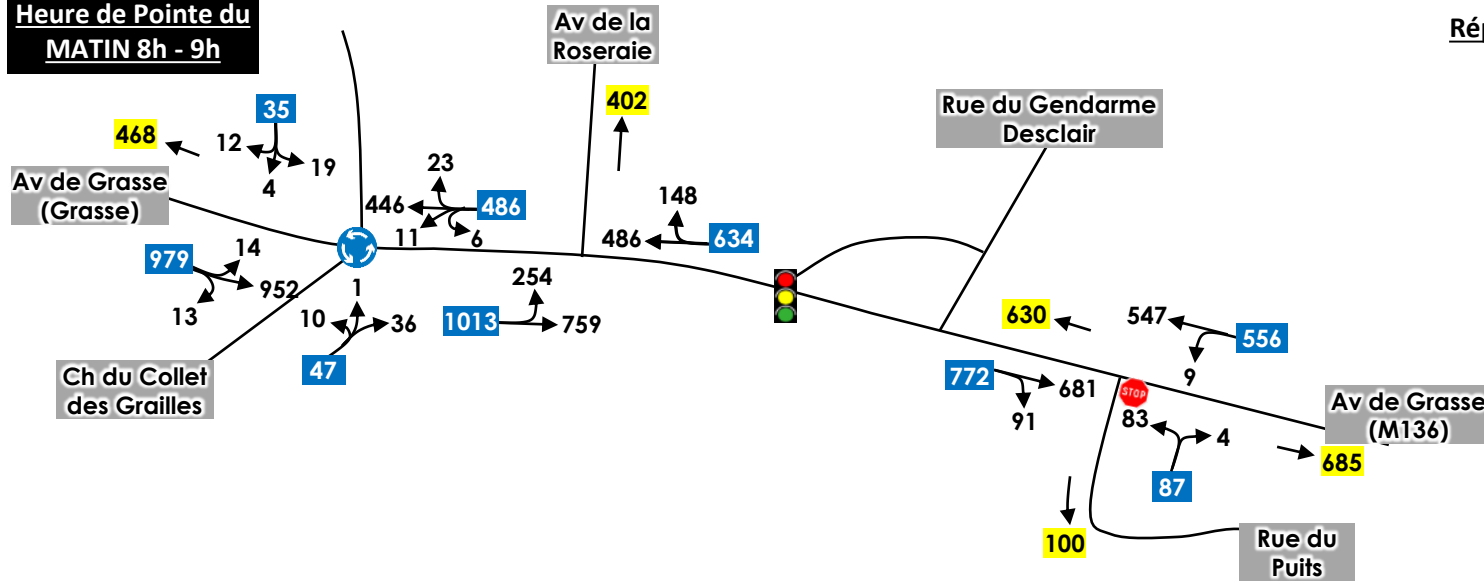 Heure de Pointe du
MATIN 8h - 9h
Rép
Av de la
Roseraie
35
402
468
12
19
4
Rue du Gendarme
Desclair
Av de Grasse
(Grasse)
23
446
486
11
6
148
486
634
979
14
952
13
254
1013
759
1
10
36
47
630
547
556
9
772
681
91
Ch du Collet
des Grailles
STOP
83
4
87
Av de Grasse
(M136)
685
100
Rue du
Puits